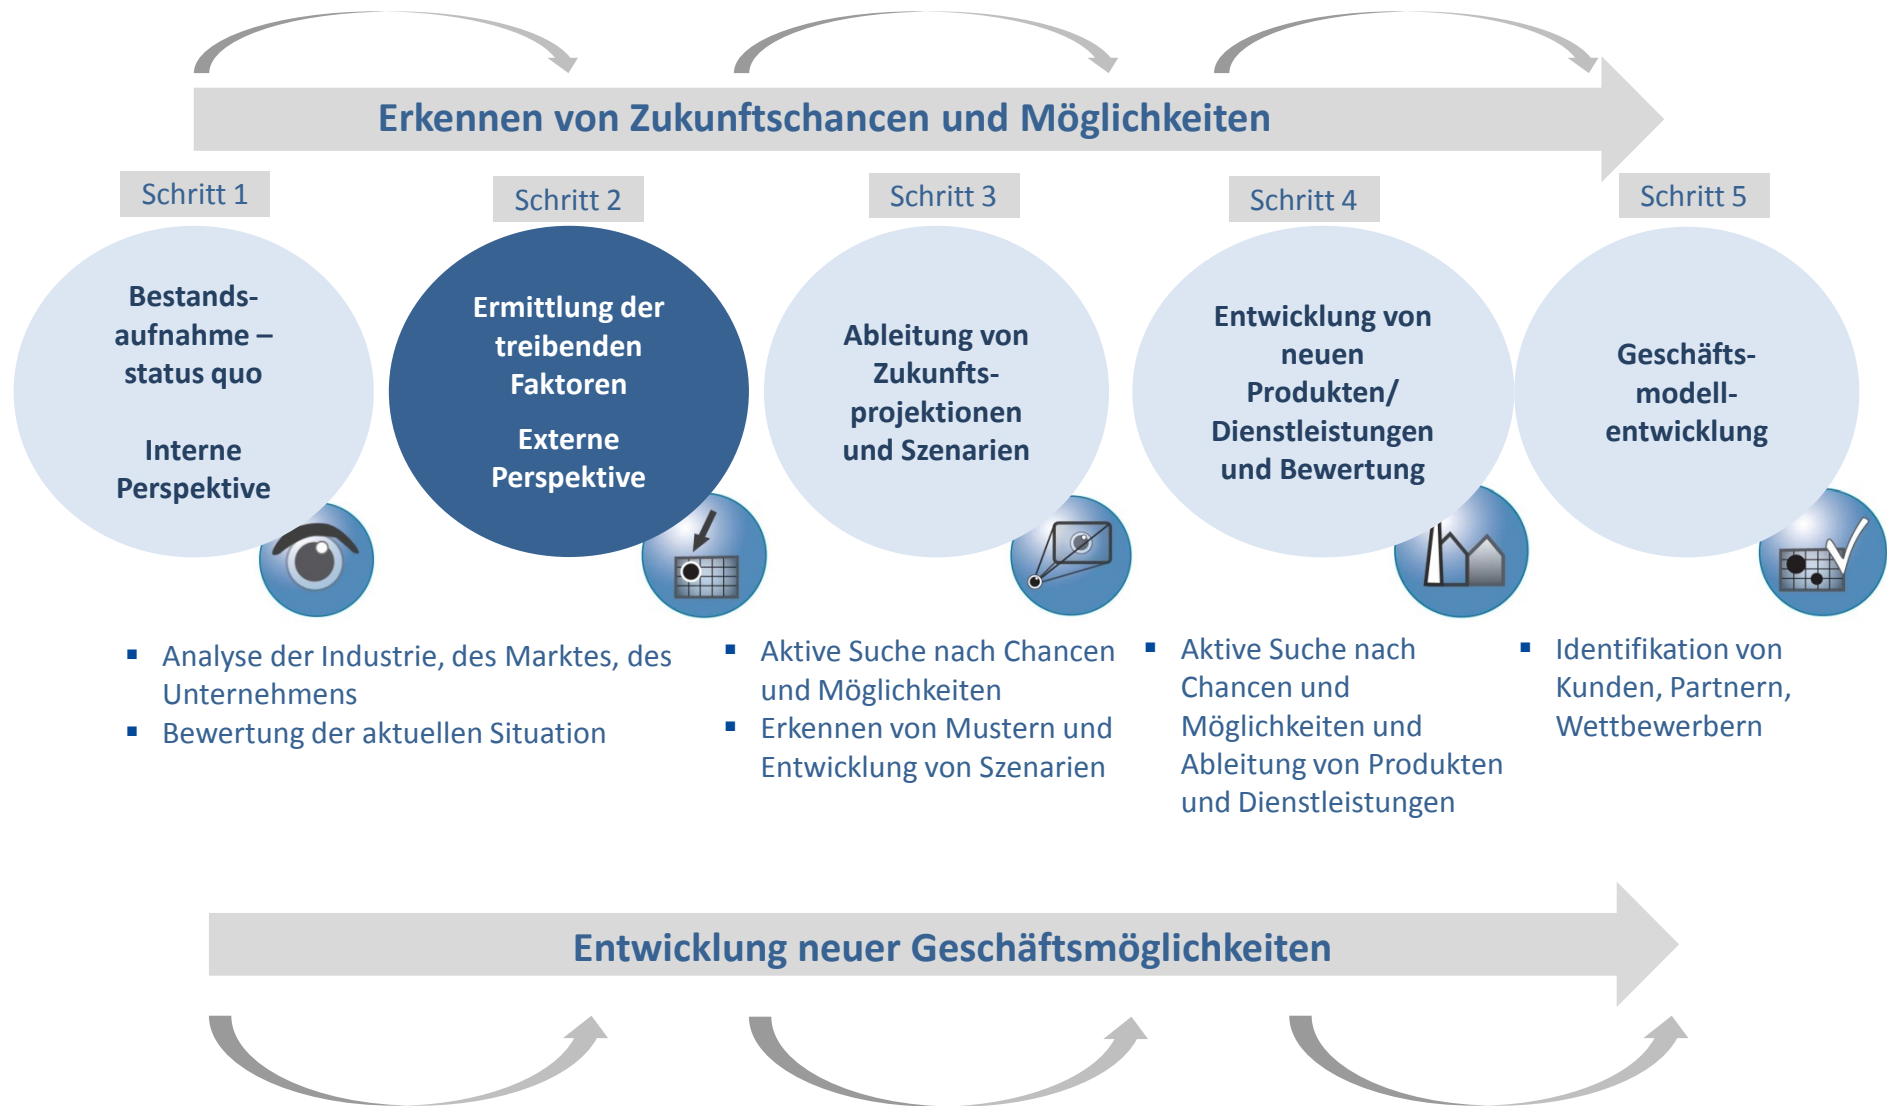 Erkennen von Zukunftschancen und Möglichkeiten
Schritt 1
Bestands-
aufnahme –
status quo
Interne
Perspektive
Schritt 2
Ermittlung der
treibenden
Faktoren
Externe
Perspektive
Schritt 3
Ableitung von
Zukunfts-
projektionen
und Szenarien
Schritt 4
Entwicklung von
neuen
Produkten/
Dienstleistungen
und Bewertung
Schritt 5
Geschäfts-
modell-
entwicklung
▪ Analyse der Industrie, des Marktes, des
Unternehmens
▪ Bewertung der aktuellen Situation
▪ Aktive Suche nach Chancen
und Möglichkeiten
▪ Erkennen von Mustern und
Entwicklung von Szenarien
▪ Aktive Suche nach
Chancen und
Möglichkeiten und
Ableitung von Produkten
und Dienstleistungen
▪ Identifikation von
Kunden, Partnern,
Wettbewerbern
Entwicklung neuer Geschäftsmöglichkeiten